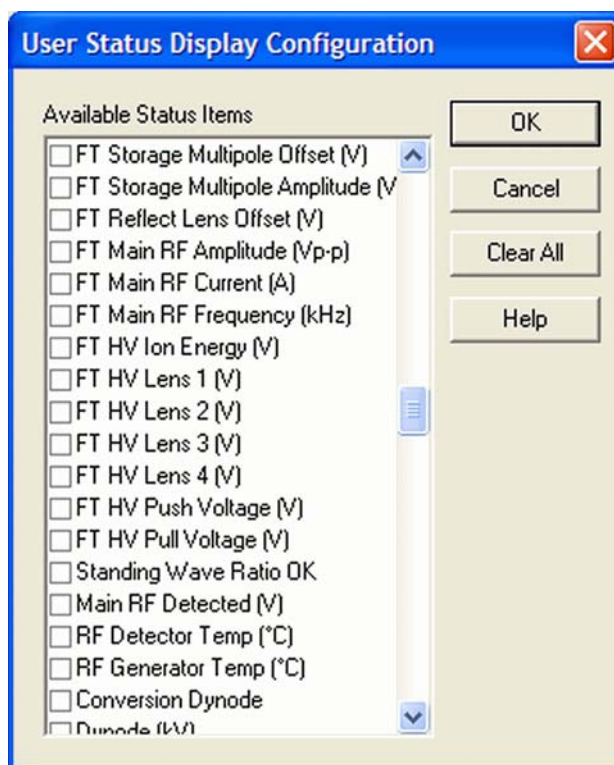 User Status Display Configuration
Available Status Items
FT Storage Multipole Offset (V)
FT Storage Multipole Amplitude (V
FT Reflect Lens Offset (V)
FT Main RF Amplitude (Vp-p)
FT Main RF Current (A)
FT Main RF Frequency (kHz)
FT HV Ion Energy (V)
FT HV Lens 1 (V)
FT HV Lens 2 (V)
FT HV Lens 3 (V)
FT HV Lens 4 (V)
FT HV Push Voltage (V)
FT HV Pull Voltage (V)
Standing Wave Ratio OK
Main RF Detected (V)
RF Detector Temp (°C)
RF Generator Temp (°C)
Conversion Dynode
Dynode (kV)
OK
Cancel
Clear All
Help